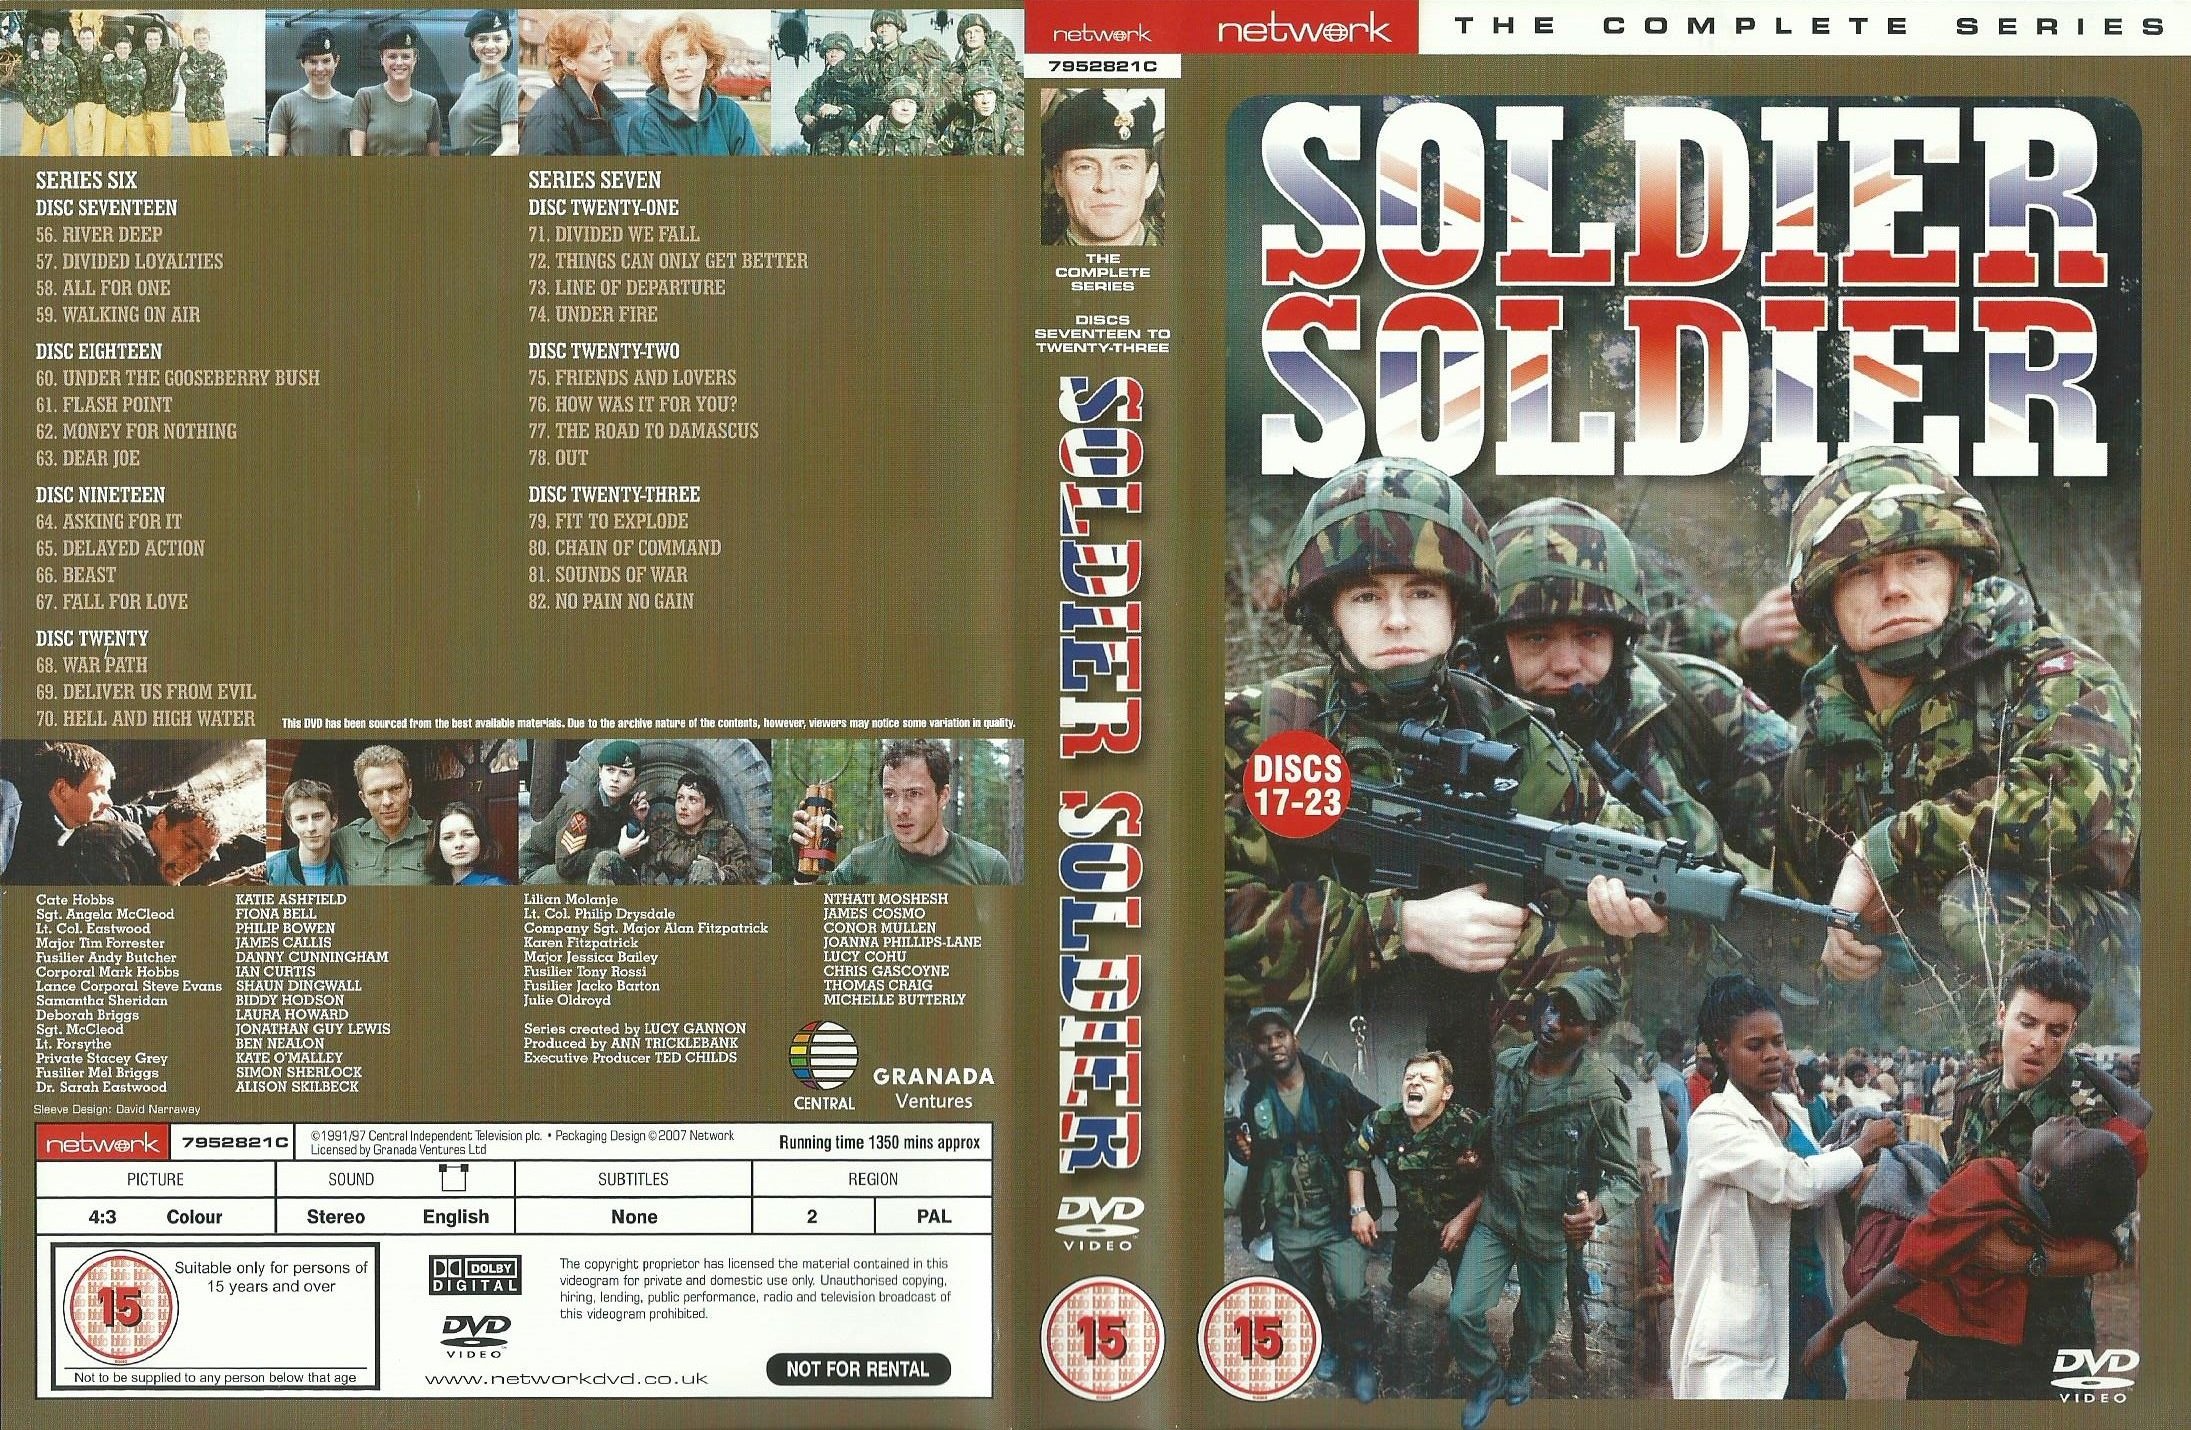 SERIES SIX
DISC SEVENTEEN
56. RIVER DEEP
57. DIVIDED LOYALTIES
58. ALL FOR ONE
59. WALKING ON AIR
DISC EIGHTEEN
60. UNDER THE GOOSEBERRY BUSH
61. FLASH POINT
62. MONEY FOR NOTHING
63. DEAR JOE
DISC NINETEEN
64. ASKING FOR IT
65. DELAYED ACTION
66. BEAST
67. FALL FOR LOVE
DISC TWENTY
68. WAR PATH
69. DELIVER US FROM EVIL
70. HELL AND HIGH WATER
SERIES SEVEN
DISC TWENTY-ONE
71. DIVIDED WE FALL
72. THINGS CAN ONLY GET BETTER
73. LINE OF DEPARTURE
74. UNDER FIRE
DISC TWENTY-TWO
75. FRIENDS AND LOVERS
76. HOW WAS IT FOR YOU?
77. THE ROAD TO DAMASCUS
78. OUT
DISC TWENTY-THREE
79. FIT TO EXPLODE
80. CHAIN OF COMMAND
81. SOUNDS OF WAR
82. NO PAIN NO GAIN
This DVD has been sourced from the best available materials. Due to the archive nature of the contents, however, viewers may notice some variation in quality.
17
Cate Hobbs KATIE ASHFIELD
Sgt. Angela McCleod FIONA BELL
Lt. Col. Eastwood PHILIP BOWEN
Major Tim Forrester JAMES CALLIS
Fusilier Andy Butcher DANNY CUNNINGHAM
Corporal Mark Hobbs IAN CURTIS
Lance Corporal Steve Evans SHAUN DINGWALL
Samantha Sheridan BIDDY HODSON
Deborah Briggs LAURA HOWARD
Sgt. McCleod JONATHAN GUY LEWIS
Lt. Forsythe BEN NEALON
Private Stacey Grey KATE O'MALLEY
Fusilier Mel Briggs SIMON SHERLOCK
Dr. Sarah Eastwood ALISON SKILBECK
Lilian Molanje NTHATI MOSHESH
Lt. Col. Philip Drysdale JAMES COSMO
Company Sgt. Major Alan Fitzpatrick CONOR MULLEN
Karen Fitzpatrick JOANNA PHILLIPS-LANE
Major Jessica Bailey LUCY COHU
Fusilier Tony Rossi CHRIS GASCOYNE
Fusilier Jacko Barton THOMAS CRAIG
Julie Oldroyd MICHELLE BUTTERLY
Series created by LUCY GANNON
Produced by ANN TRICKLEBANK
Executive Producer TED CHILDS
CENTRAL
GRANADA
Ventures
Sleeve Design: David Narraway
network
7952821C
©1991/97 Central Independent Television plc. • Packaging Design ©2007 Network
Licensed by Granada Ventures Ltd
Running time 1350 mins approx
PICTURE SOUND SUBTITLES REGION
4:3 Colour Stereo English None 2 PAL
15
Suitable only for persons of
15 years and over
Not to be supplied to any person below that age
DOLBY
DIGITAL
DVD
VIDEO
www.networkdvd.co.uk
The copyright proprietor has licensed the material contained in this
videogram for private and domestic use only. Unauthorised copying,
hiring, lending, public performance, radio and television broadcast of
this videogram prohibited.
NOT FOR RENTAL
network
7952821C
THE
COMPLETE
SERIES
DISCS
SEVENTEEN TO
TWENTY-THREE
SOLDIER SOLDIER
DVD
VIDEO
15
network
THE COMPLETE SERIES
SOLDIER
SOLDIER
DISCS
17-23
15
DVD
VIDEO